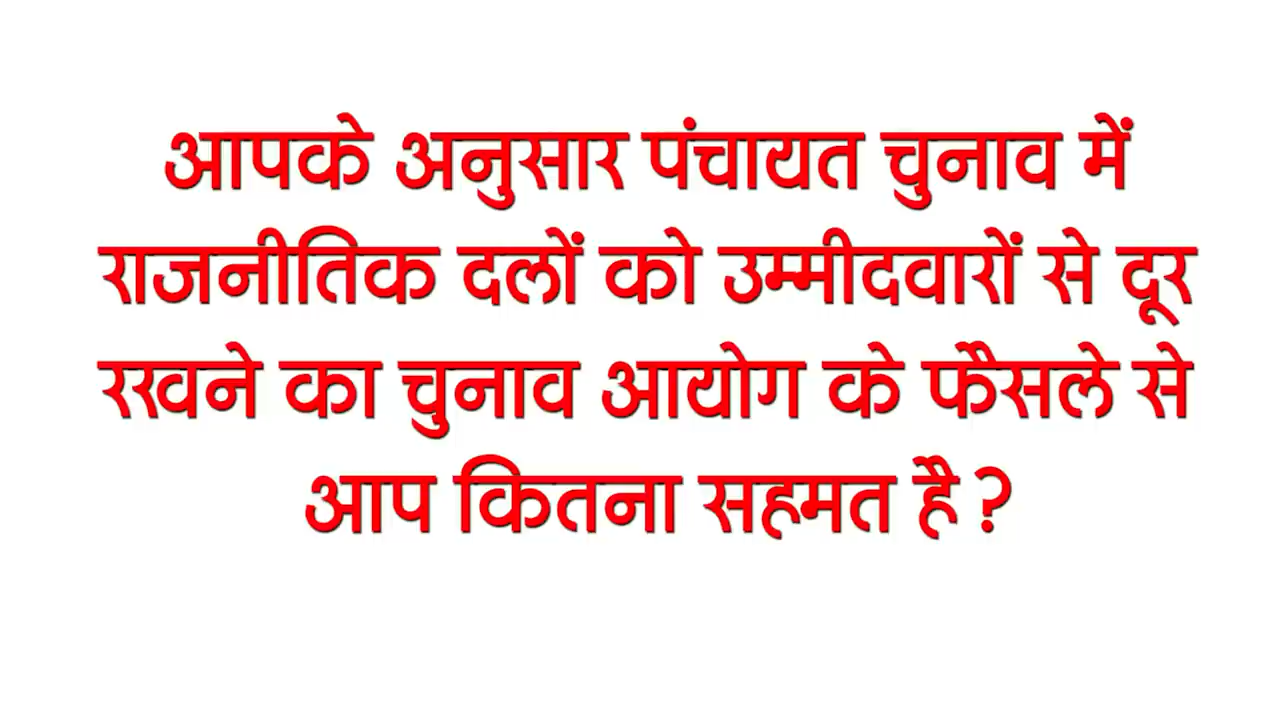 आपके अनुसार पंचायत चुनाव में
राजनीतिक दलों को उम्मीदवारों से दूर
रखने का चुनाव आयोग के फैसले से
आप कितना सहमत है ?